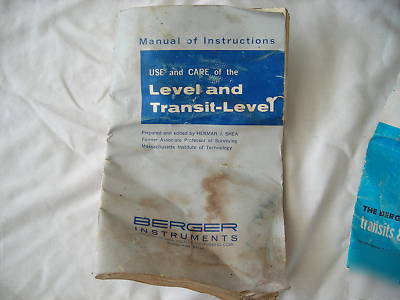 Manual of Instructions
USE and CARE of the
Level and
Transit-Level
Prepared and edited by HERMAN J. SHEA
Former Associate Professor of Surveying
Massachusetts Institute of Technology
BERGER
INSTRUMENTS
THE BERG
transits &